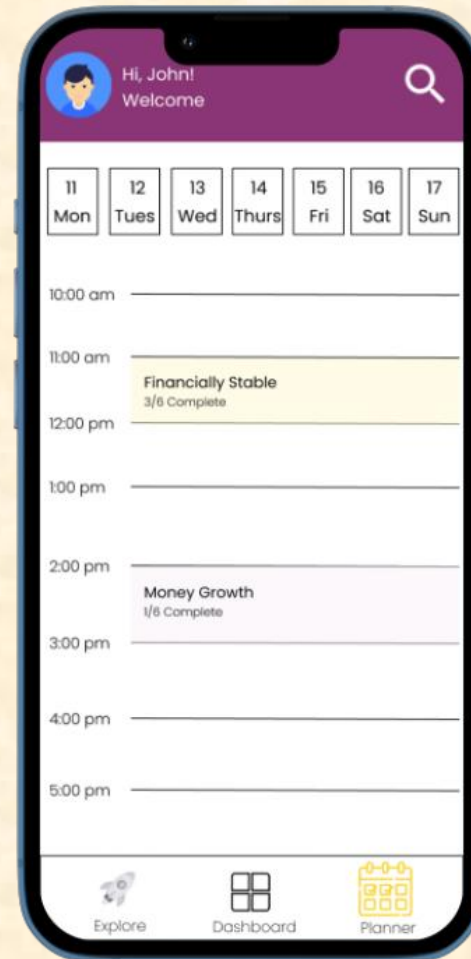 Hi, John!
Welcome
11 12 13 14 15 16 17
Mon Tues Wed Thurs Fri Sat Sun
10:00 am
11:00 am
Financially Stable
3/6 Complete
12:00 pm
1:00 pm
2:00 pm
Money Growth
1/6 Complete
3:00 pm
4:00 pm
5:00 pm
Explore Dashboard Planner